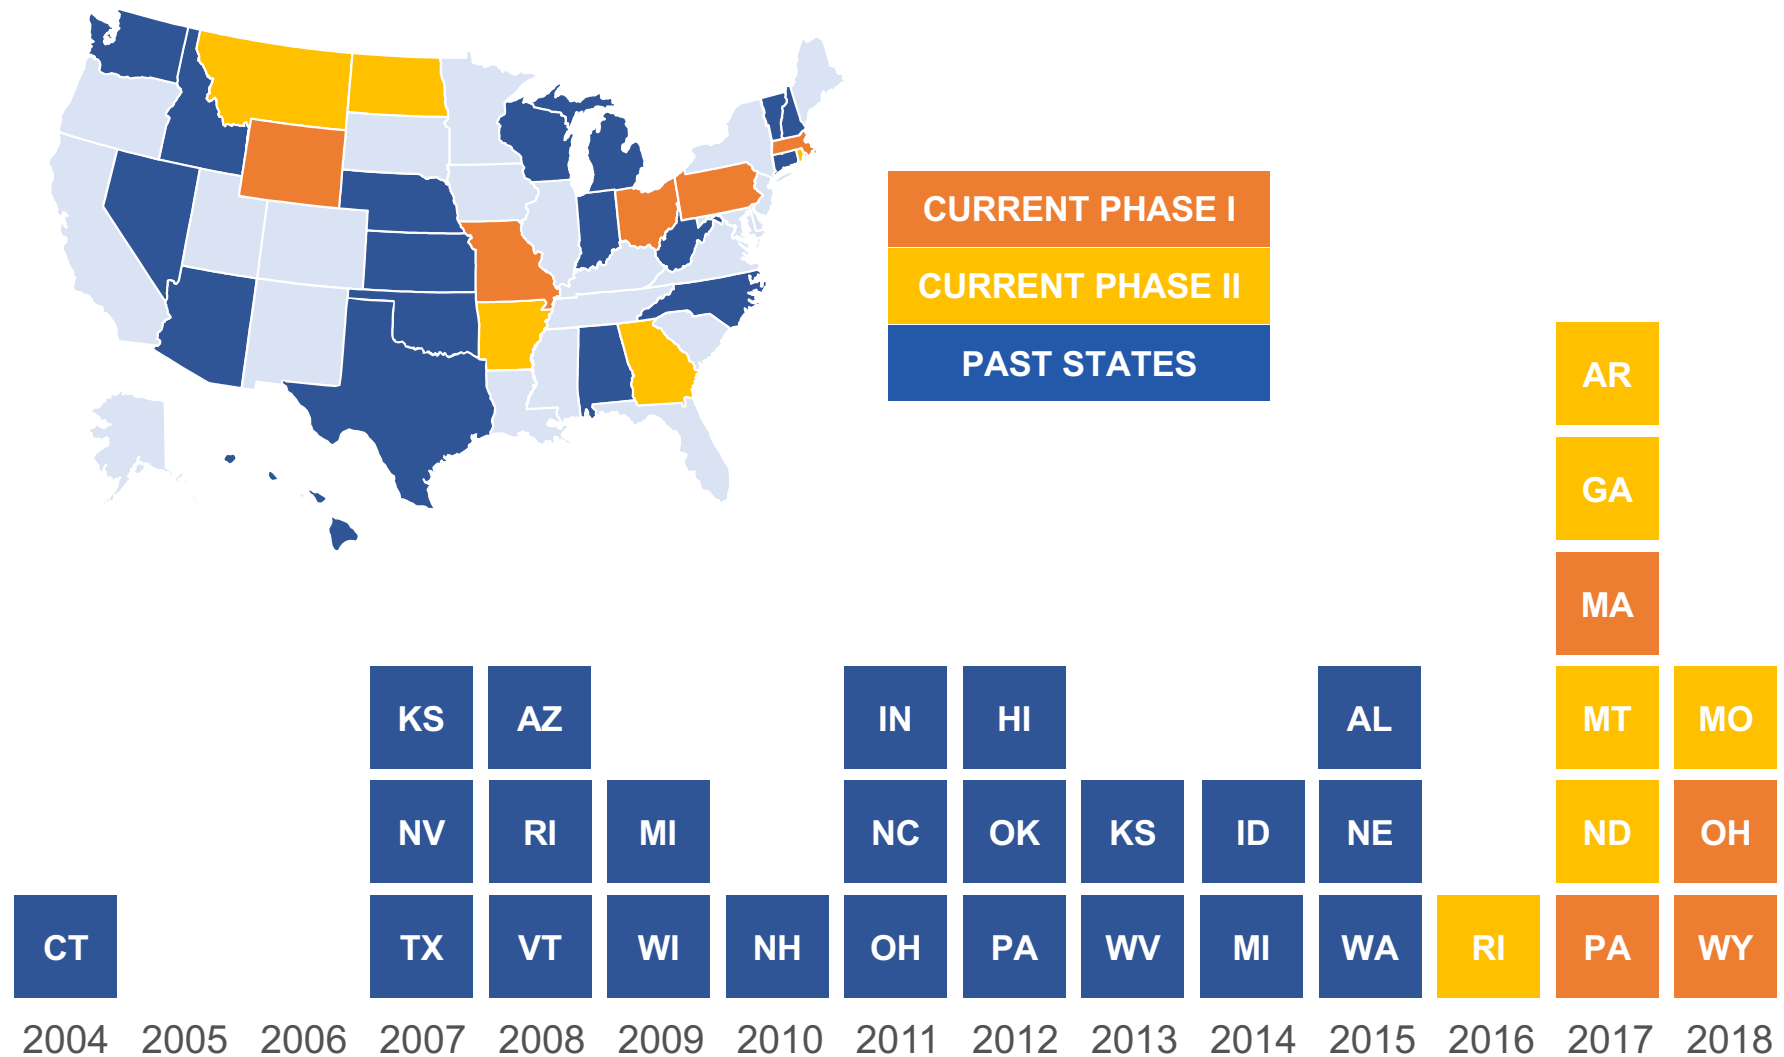 CURRENT PHASE I
CURRENT PHASE II
PAST STATES
AR
GA
MA
KS AZ IN HI AL MT MO
NV RI MI NC OK KS ID NE ND OH
CT TX VT WI NH OH PA WV MI WA RI PA WY
2004 2005 2006 2007 2008 2009 2010 2011 2012 2013 2014 2015 2016 2017 2018